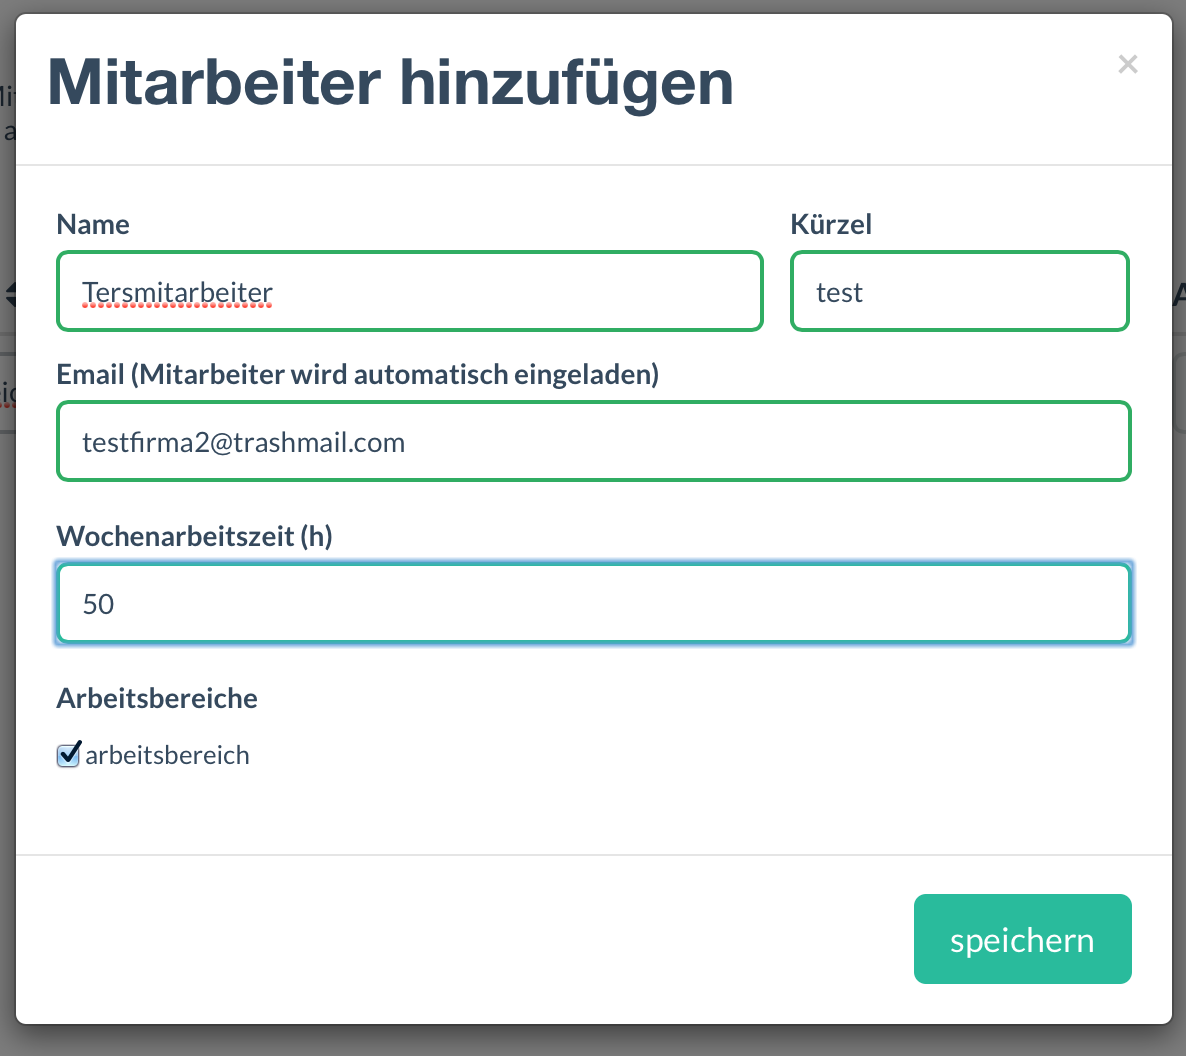 Mitarbeiter hinzufügen
×
Name
Kürzel
Tersmitarbeiter
test
Email (Mitarbeiter wird automatisch eingeladen)
testfirma2@trashmail.com
Wochenarbeitszeit (h)
50
Arbeitsbereiche
arbeitsbereich
speichern